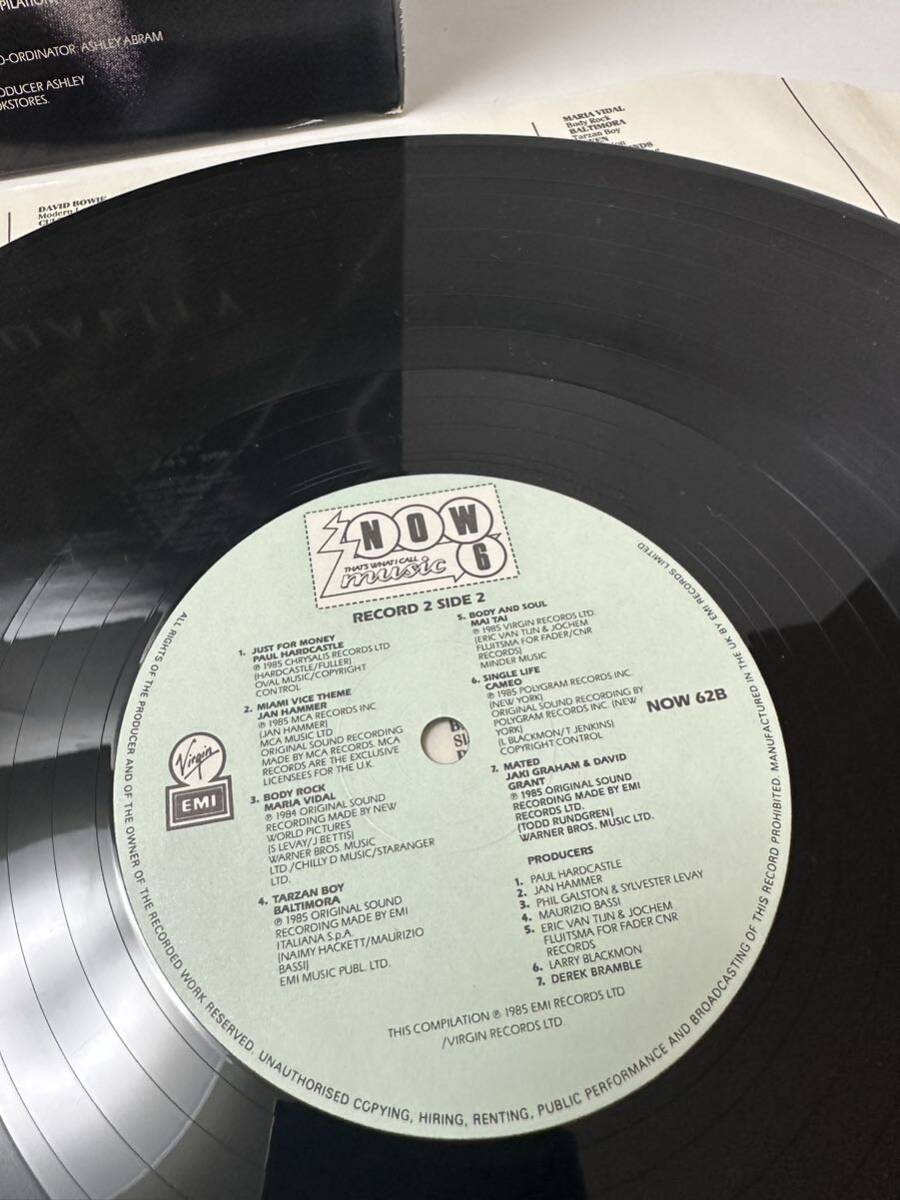 PILATION
O-ORDINATOR: ASHLEY ABRAM
ODUCER ASHLEY
OKSTORES.
DAVID BOWIE
Modern
MARIA VIDAL
Body Rock
BALTIMORA
Tarzan Boy
NOW
THAT'S WHAT I CALL
music 6
RECORD 2 SIDE 2
1. JUST FOR MONEY
PAUL HARDCASTLE
℗ 1985 CHRYSALIS RECORDS LTD
(HARDCASTLE/FULLER)
OVAL MUSIC/COPYRIGHT
CONTROL
2. MIAMI VICE THEME
JAN HAMMER
℗ 1985 MCA RECORDS INC
(JAN HAMMER)
MCA MUSIC LTD
ORIGINAL SOUND RECORDING
MADE BY MCA RECORDS. MCA
RECORDS ARE THE EXCLUSIVE
LICENSEES FOR THE U.K.
3. BODY ROCK
MARIA VIDAL
℗ 1984 ORIGINAL SOUND
RECORDING MADE BY NEW
WORLD PICTURES
(S LEVAY/J BETTIS)
WARNER BROS. MUSIC
LTD./CHILLY D MUSIC/STARANGER
LTD.
4. TARZAN BOY
BALTIMORA
℗ 1985 ORIGINAL SOUND
RECORDING MADE BY EMI
ITALIANA S.p.A.
(NAIMY HACKETT/MAURIZIO
BASSI)
EMI MUSIC PUBL. LTD.
5. BODY AND SOUL
MAI TAI
℗ 1985 VIRGIN RECORDS LTD.
(ERIC VAN TIJN & JOCHEM
FLUITSMA FOR FADER/CNR
RECORDS)
MINDER MUSIC
6. SINGLE LIFE
CAMEO
℗ 1985 POLYGRAM RECORDS INC
(NEW YORK)
ORIGINAL SOUND RECORDING BY
POLYGRAM RECORDS INC. (NEW
YORK)
(L BLACKMON/T JENKINS)
COPYRIGHT CONTROL
7. MATED
JAKI GRAHAM & DAVID
GRANT
℗ 1985 ORIGINAL SOUND
RECORDING MADE BY EMI
RECORDS LTD.
(TODD RUNDGREN)
WARNER BROS. MUSIC LTD.
NOW 62B
Virgin
EMI
PRODUCERS
1. PAUL HARDCASTLE
2. JAN HAMMER
3. PHIL GALSTON & SYLVESTER LEVAY
4. MAURIZIO BASSI
5. ERIC VAN TIJN & JOCHEM
FLUITSMA FOR FADER CNR
RECORDS
6. LARRY BLACKMON
7. DEREK BRAMBLE
THIS COMPILATION ℗ 1985 EMI RECORDS LTD
/VIRGIN RECORDS LTD.
ALL RIGHTS OF THE PRODUCER AND OF THE OWNER OF THE RECORDED WORK RESERVED. UNAUTHORISED COPYING, HIRING, RENTING, PUBLIC PERFORMANCE AND BROADCASTING OF THIS RECORD PROHIBITED. MANUFACTURED IN THE UK BY EMI RECORDS LIMITED